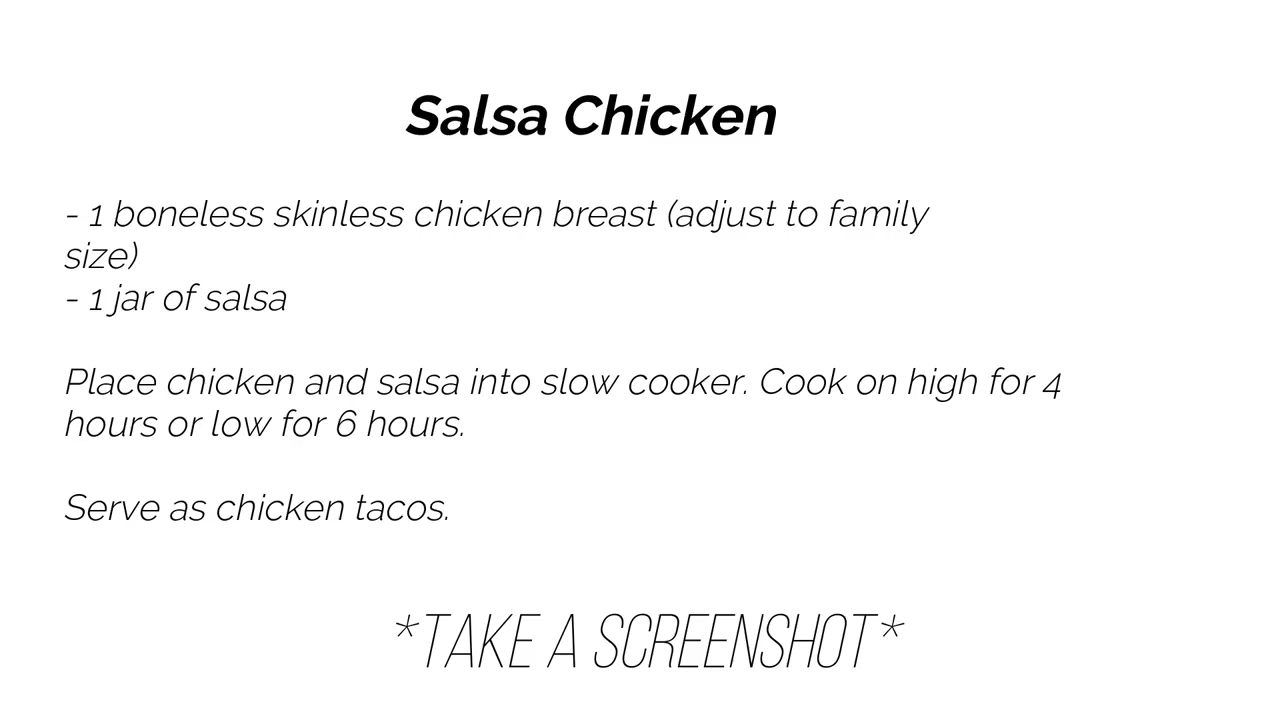 Salsa Chicken
- 1 boneless skinless chicken breast (adjust to family
size)
- 1 jar of salsa
Place chicken and salsa into slow cooker. Cook on high for 4
hours or low for 6 hours.
Serve as chicken tacos.
*TAKE A SCREENSHOT*